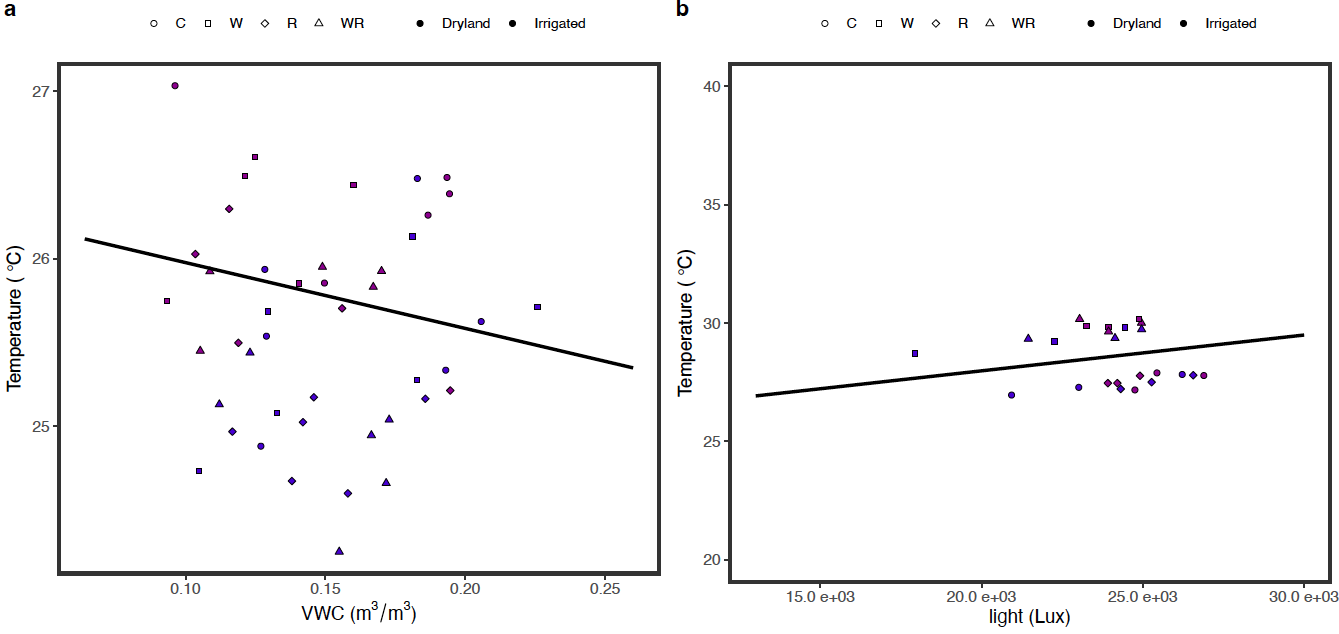 a
C W R WR Dryland Irrigated
27
26
25
Temperature ( °C)
0.10 0.15 0.20 0.25
VWC (m³/m³)
b
C W R WR Dryland Irrigated
40
35
30
25
20
Temperature ( °C)
15.0 e+03 20.0 e+03 25.0 e+03 30.0 e+03
light (Lux)